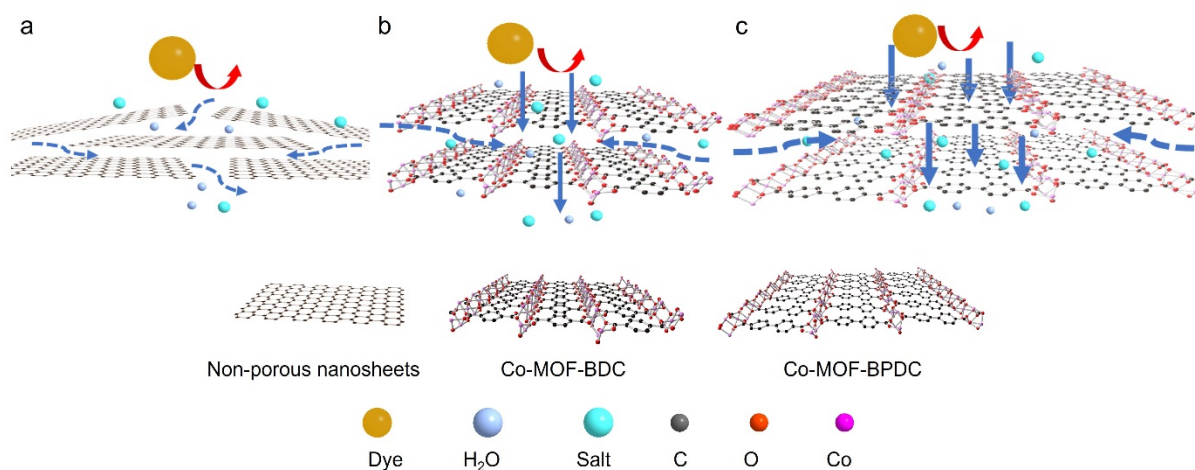 a
b
c
Non-porous nanosheets
Co-MOF-BDC
Co-MOF-BPDC
Dye
H₂O
Salt
C
O
Co